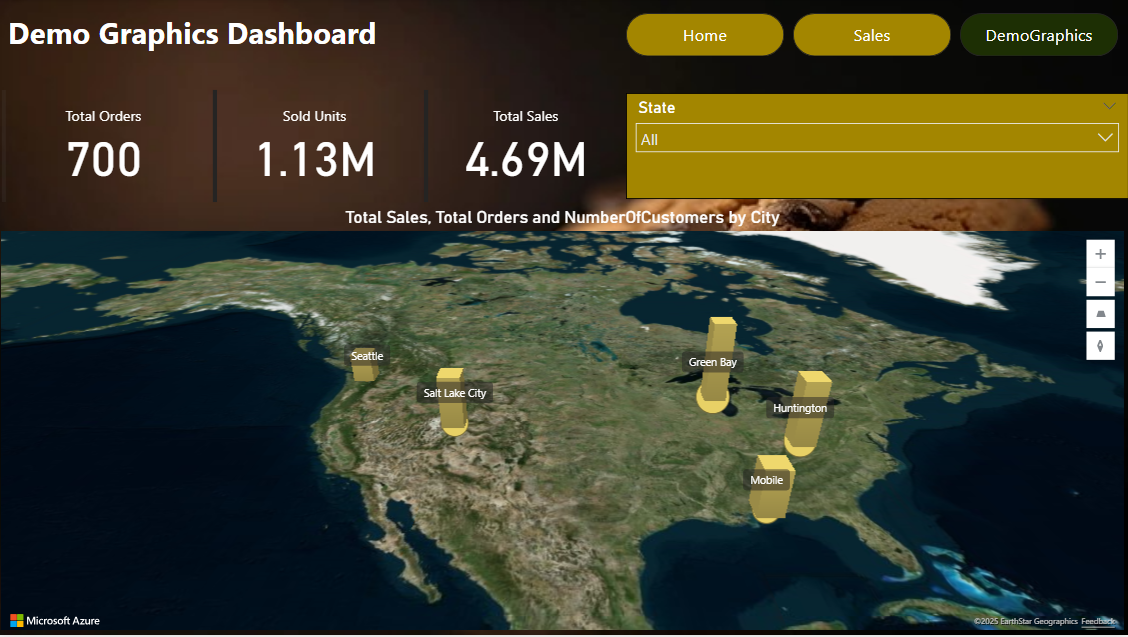 Demo Graphics Dashboard
Home
Sales
DemoGraphics
Total Orders
700
Sold Units
1.13M
Total Sales
4.69M
State
All
Total Sales, Total Orders and NumberOfCustomers by City
Seattle
Salt Lake City
Green Bay
Huntington
Mobile
Microsoft Azure
©2025 EarthStar Geographics Feedback